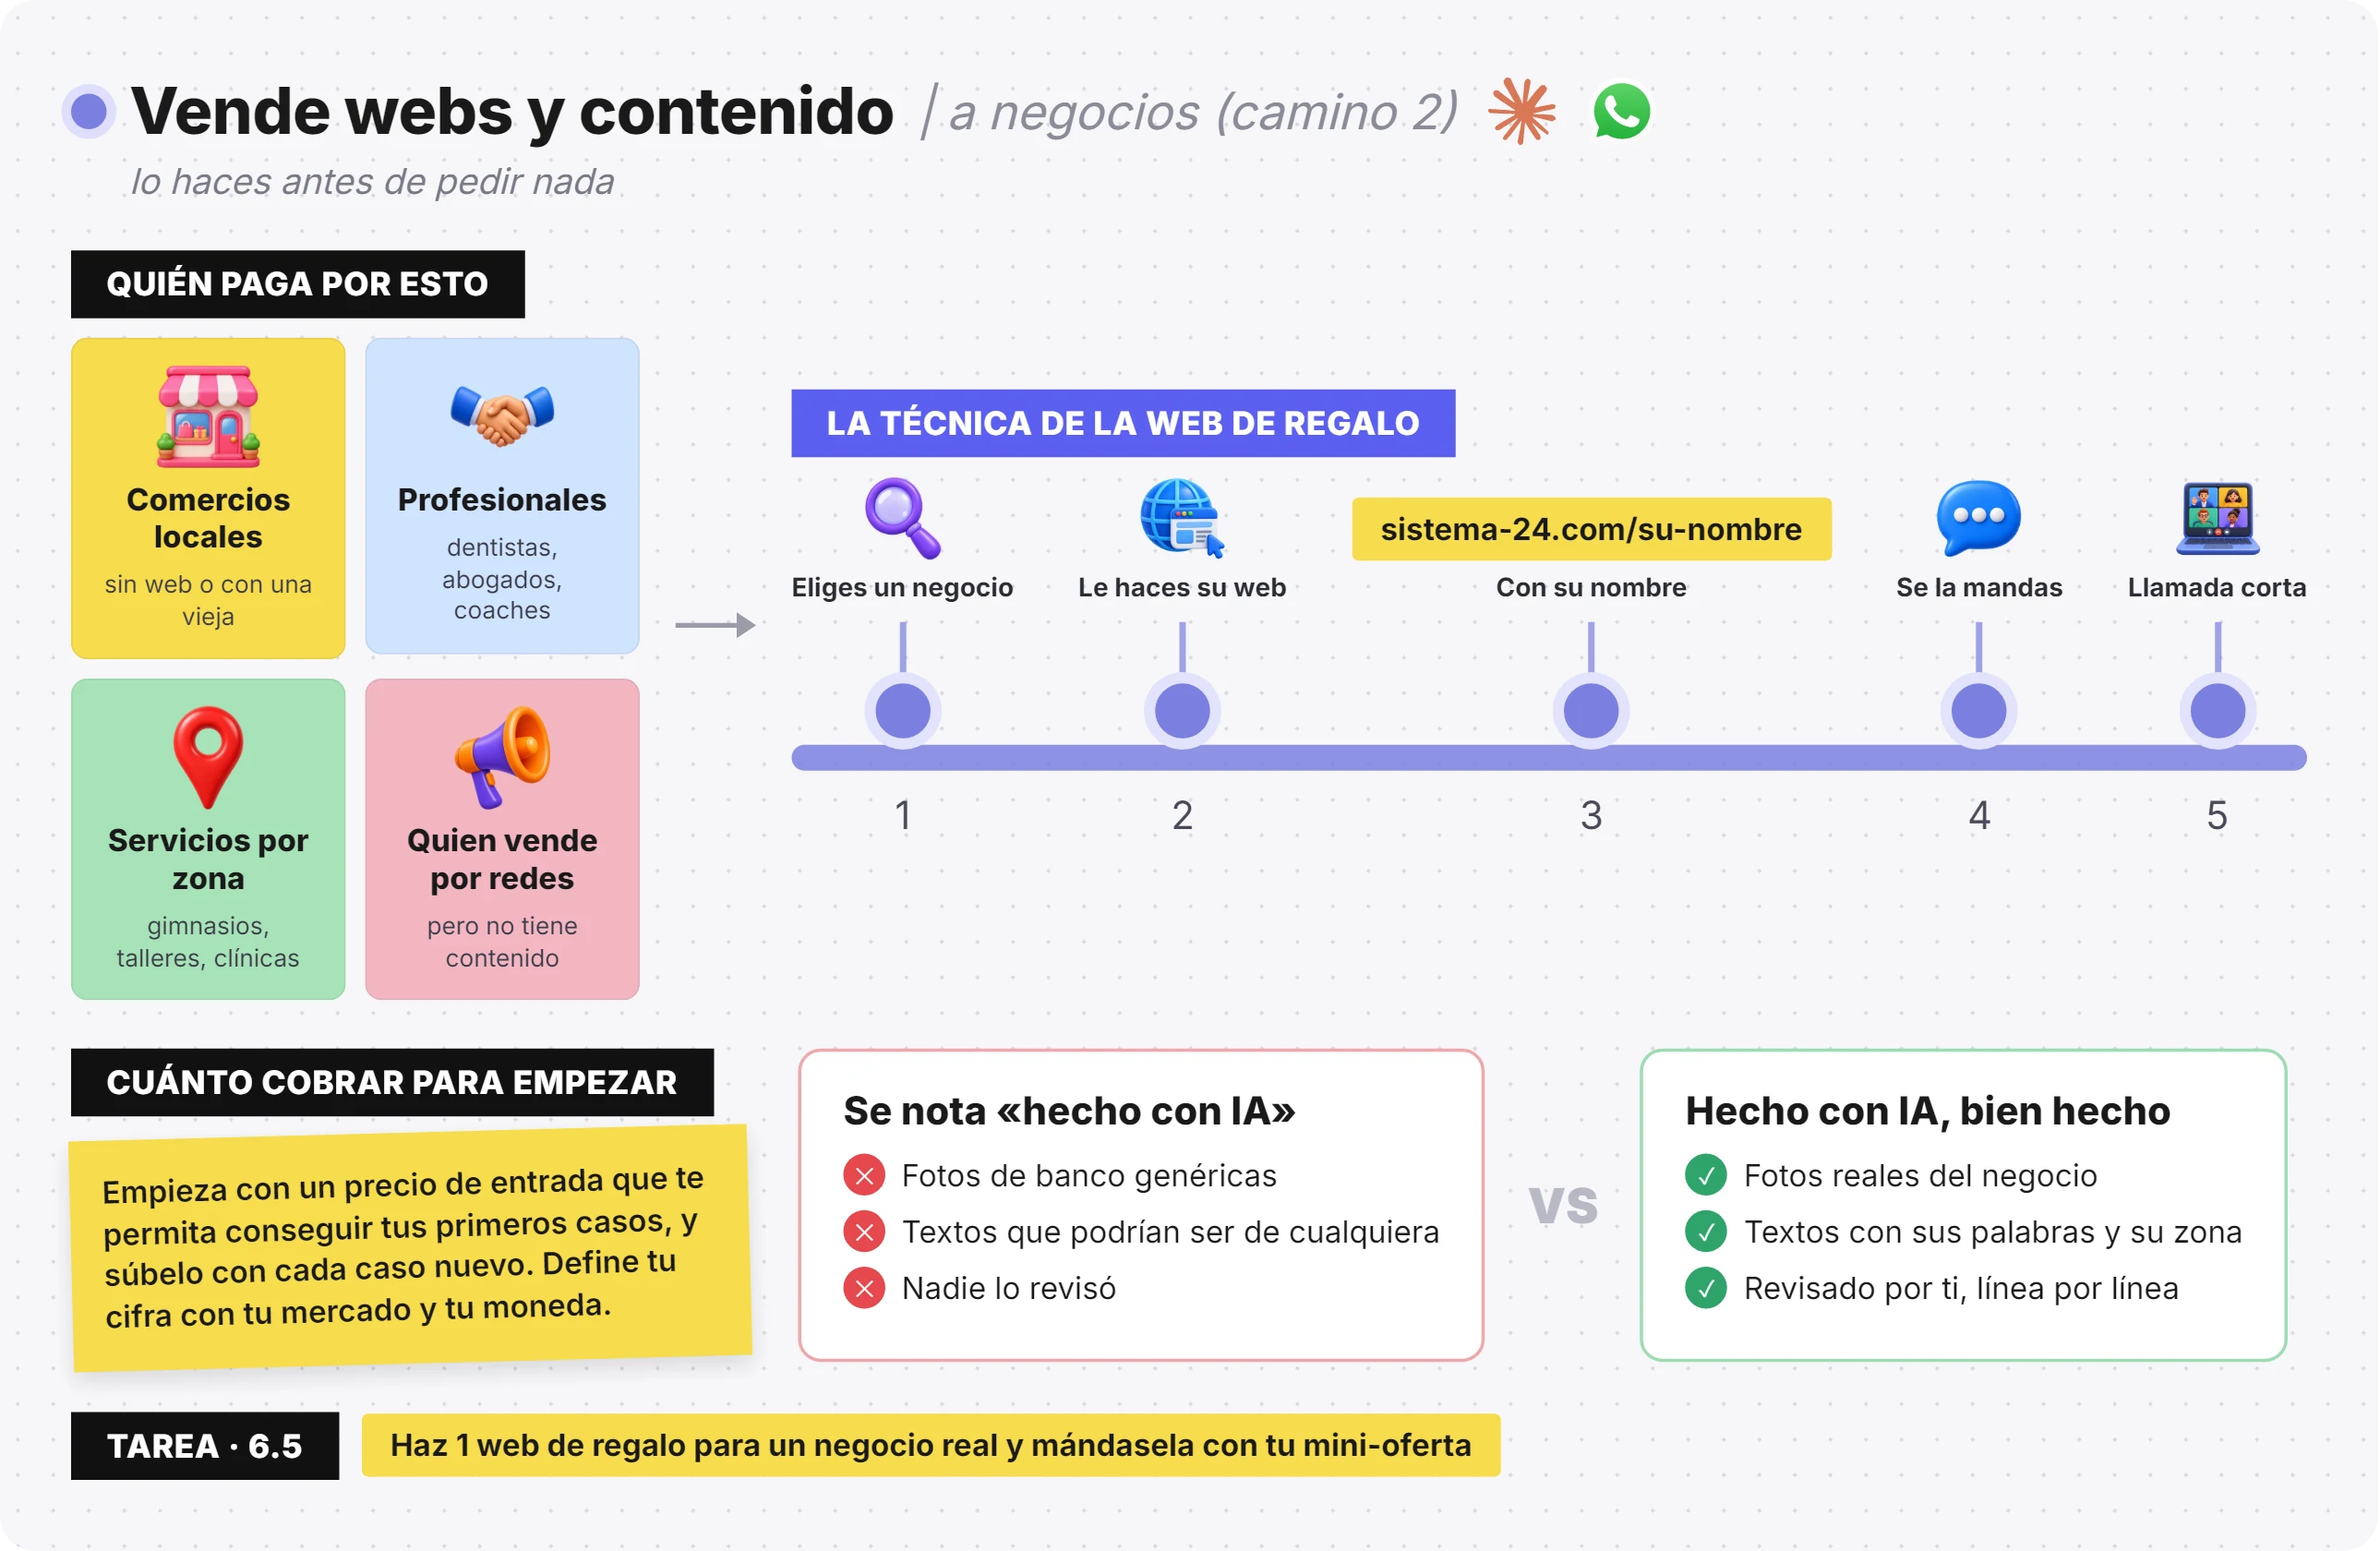 Vende webs y contenido | a negocios (camino 2)
lo haces antes de pedir nada
QUIÉN PAGA POR ESTO
Comercios
locales
sin web o con una
vieja
Profesionales
dentistas,
abogados,
coaches
Servicios por
zona
gimnasios,
talleres, clínicas
Quien vende
por redes
pero no tiene
contenido
LA TÉCNICA DE LA WEB DE REGALO
Eliges un negocio
Le haces su web
sistema-24.com/su-nombre
Con su nombre
Se la mandas
Llamada corta
1
2
3
4
5
CUÁNTO COBRAR PARA EMPEZAR
Empieza con un precio de entrada que te
permita conseguir tus primeros casos, y
súbelo con cada caso nuevo. Define tu
cifra con tu mercado y tu moneda.
Se nota «hecho con IA»
Fotos de banco genéricas
Textos que podrían ser de cualquiera
Nadie lo revisó
vs
Hecho con IA, bien hecho
Fotos reales del negocio
Textos con sus palabras y su zona
Revisado por ti, línea por línea
TAREA · 6.5
Haz 1 web de regalo para un negocio real y mándasela con tu mini-oferta